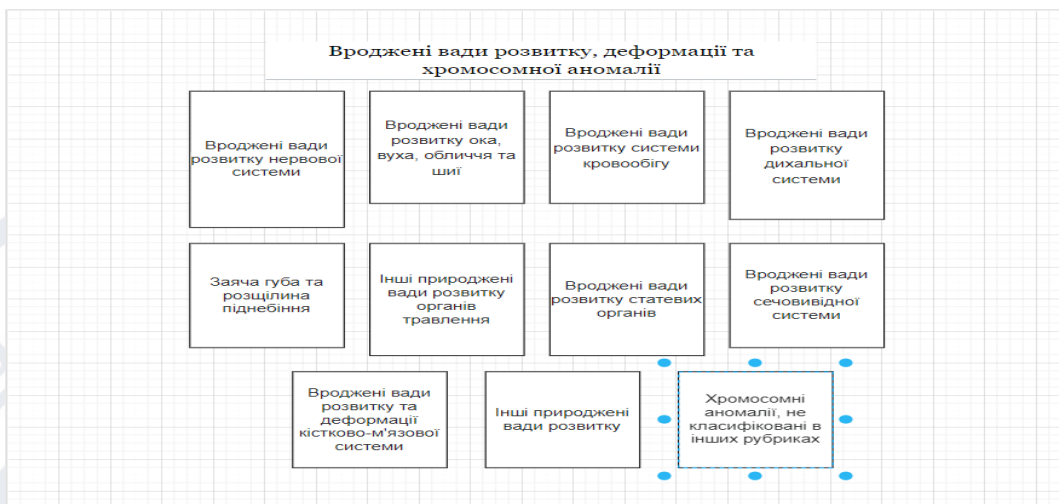 Вроджені вади розвитку, деформації та
хромосомної аномалії
Вроджені вади
розвитку нервової
системи
Вроджені вади
розвитку ока,
вуха, обличчя та
шиї
Вроджені вади
розвитку системи
кровообігу
Вроджені вади
розвитку
дихальної
системи
Заяча губа та
розщілина
піднебіння
Інші природжені
вади розвитку
органів
травлення
Вроджені вади
розвитку статевих
органів
Вроджені вади
розвитку
сечовивідної
системи
Вроджені вади
розвитку та
деформації
кістково-м'язової
системи
Інші природжені
вади розвитку
Хромосомні
аномалії, не
класифіковані в
інших рубриках